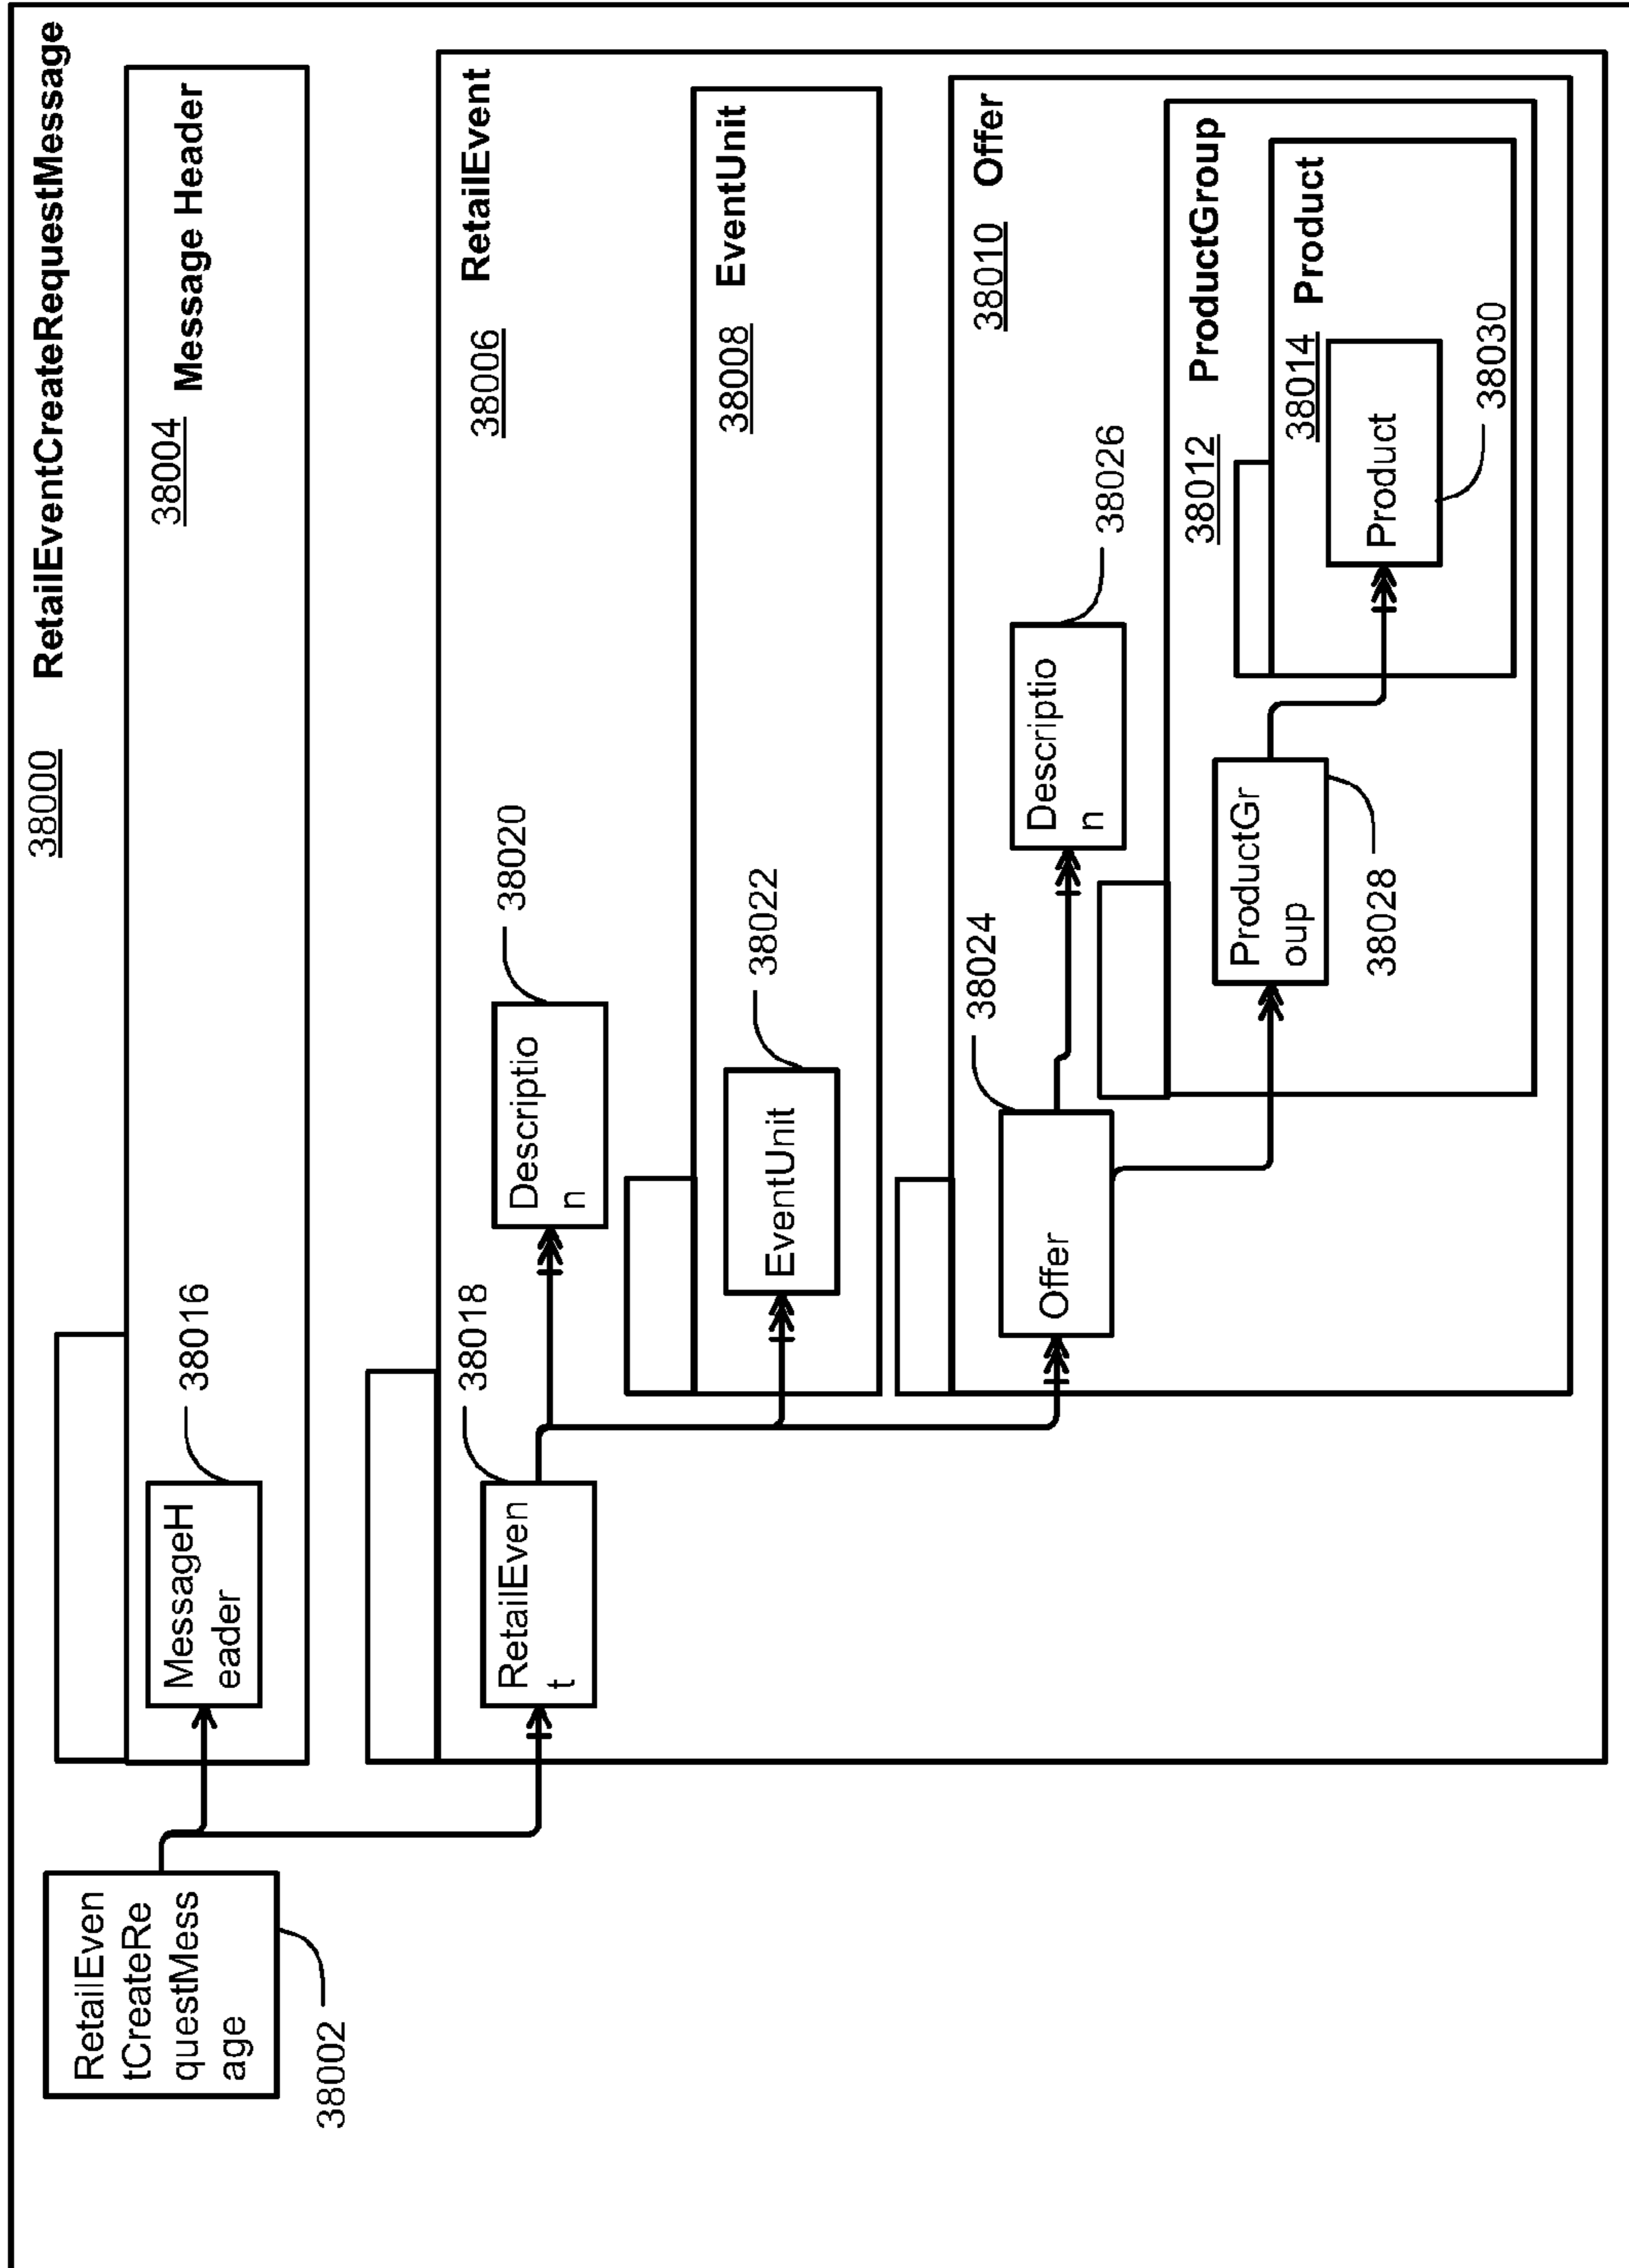 38000 RetailEventCreateRequestMessage
RetailEven
tCreateRe
questMess
age
38002
38004 Message Header
MessageH
eader
38016
38006 RetailEvent
RetailEven
t
38018
Descriptio
n
38020
38008 EventUnit
EventUnit
38022
38010 Offer
Offer
38024
Descriptio
n
38026
38012 ProductGroup
ProductGr
oup
38028
38014 Product
Product
38030